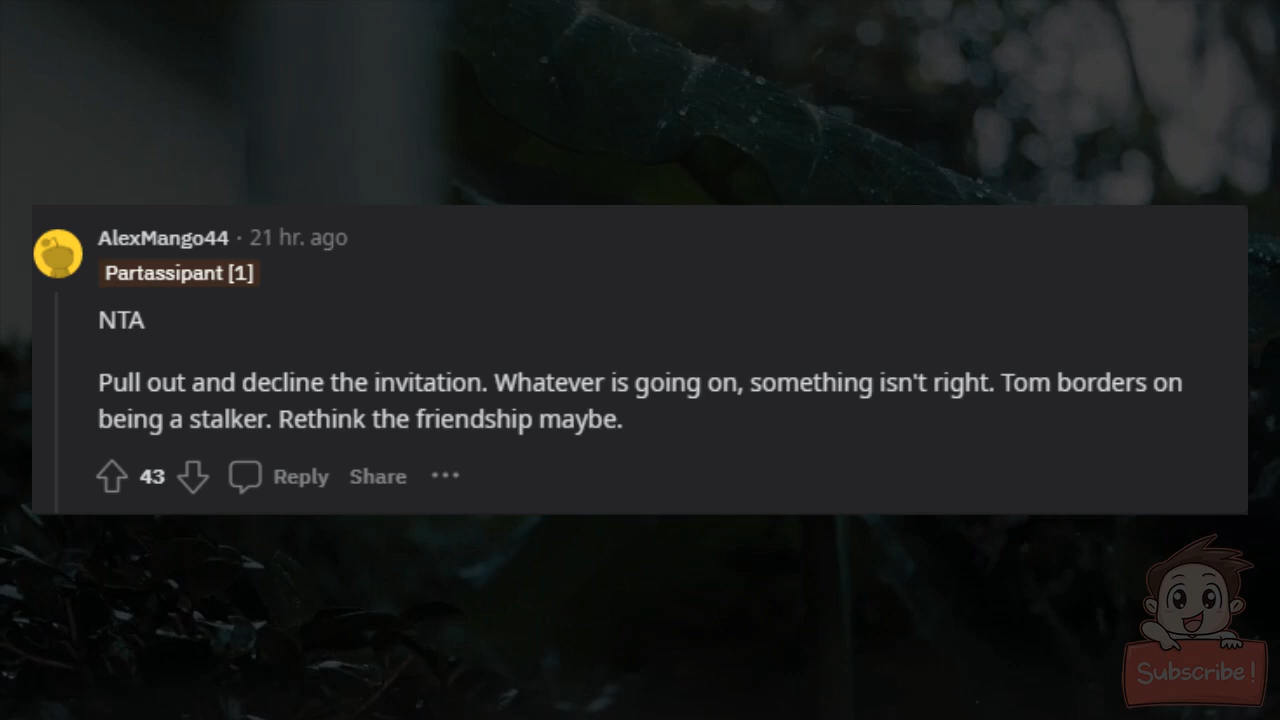 AlexMango44 · 21 hr. ago
Partassipant [1]
NTA
Pull out and decline the invitation. Whatever is going on, something isn't right. Tom borders on
being a stalker. Rethink the friendship maybe.
43 Reply Share ···
Subscribe!